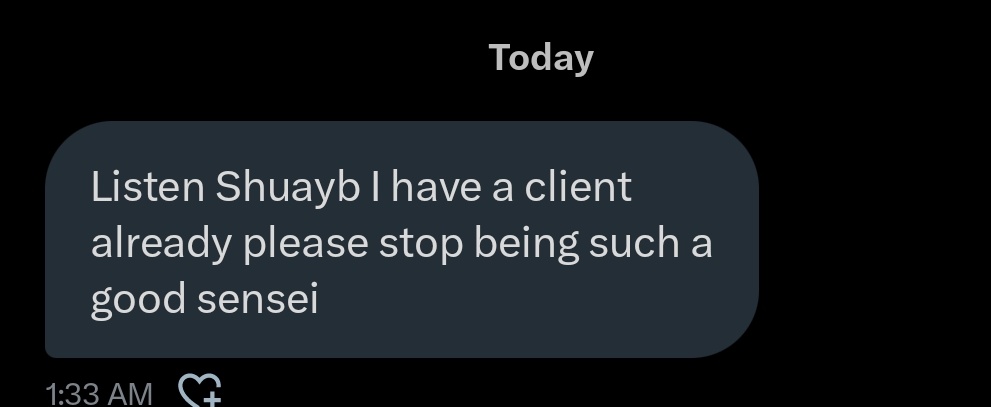 Today
Listen Shuayb I have a client
already please stop being such a
good sensei
1:33 AM